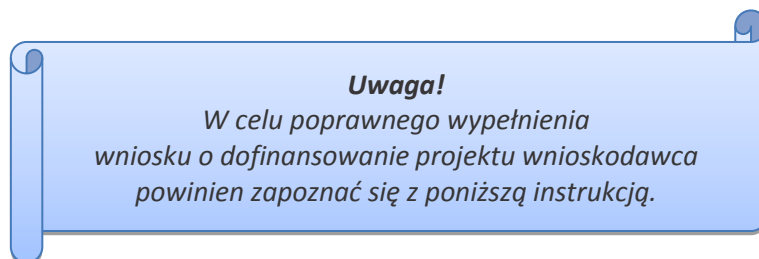 Uwaga!
W celu poprawnego wypełnienia
wniosku o dofinansowanie projektu wnioskodawca
powinien zapoznać się z poniższą instrukcją.